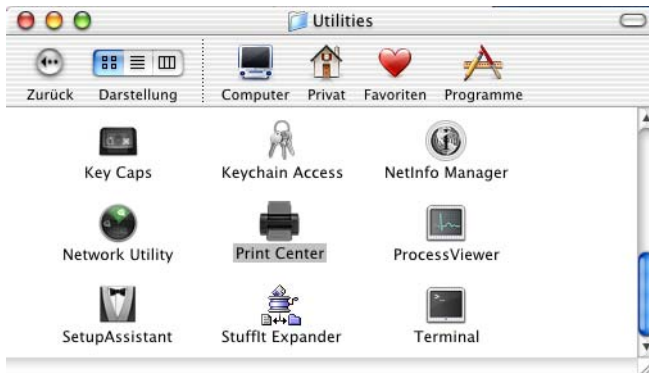 Utilities
Zurück Darstellung Computer Privat Favoriten Programme
Key Caps Keychain Access NetInfo Manager
Network Utility Print Center ProcessViewer
SetupAssistant StuffIt Expander Terminal